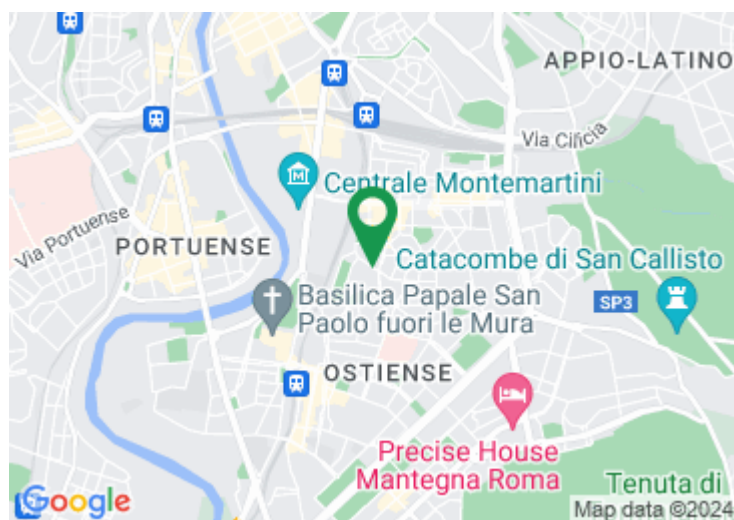 APPIO-LATINO
Via Cilicia
Centrale Montemartini
Via Portuense
PORTUENSE
Catacombe di San Callisto
Basilica Papale San
Paolo fuori le Mura
SP3
OSTIENSE
Precise House
Mantegna Roma
Tenuta di
Google
Map data ©2024